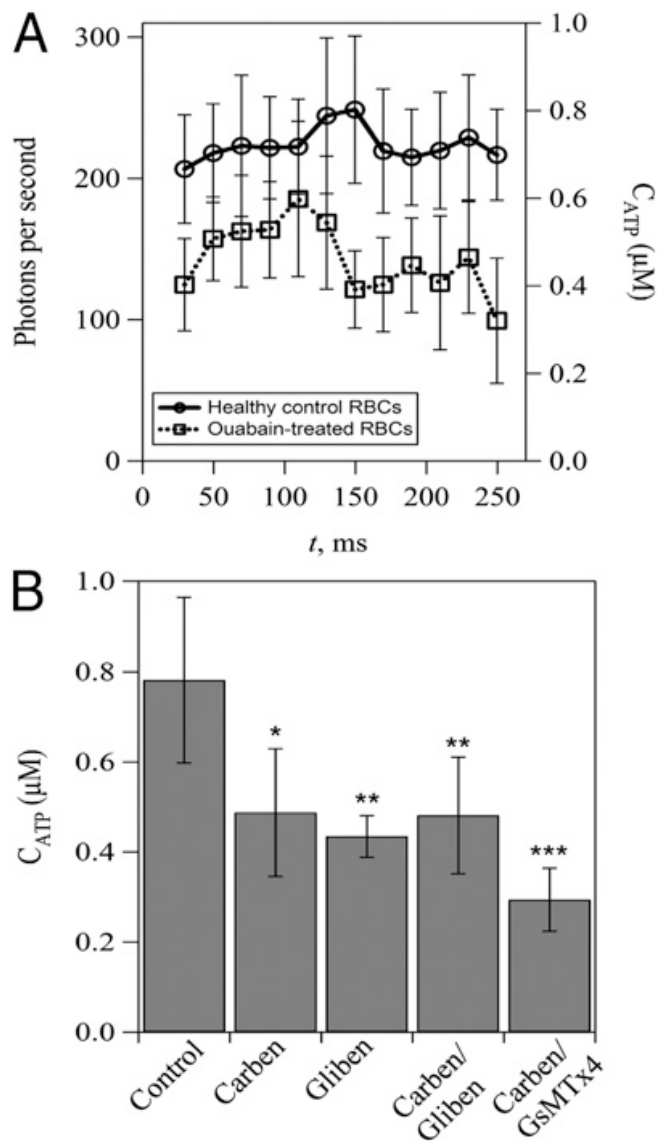 A
300
200
100
0
Photons per second
1.0
0.8
0.6
0.4
0.2
0.0
C_ATP (μM)
Healthy control RBCs
Ouabain-treated RBCs
0 50 100 150 200 250
t, ms
B
1.0
0.8
0.6
0.4
0.2
0.0
C_ATP (μM)
*
**
**
***
Control
Carben
Gliben
Carben/
Gliben
Carben/
GsMTx4